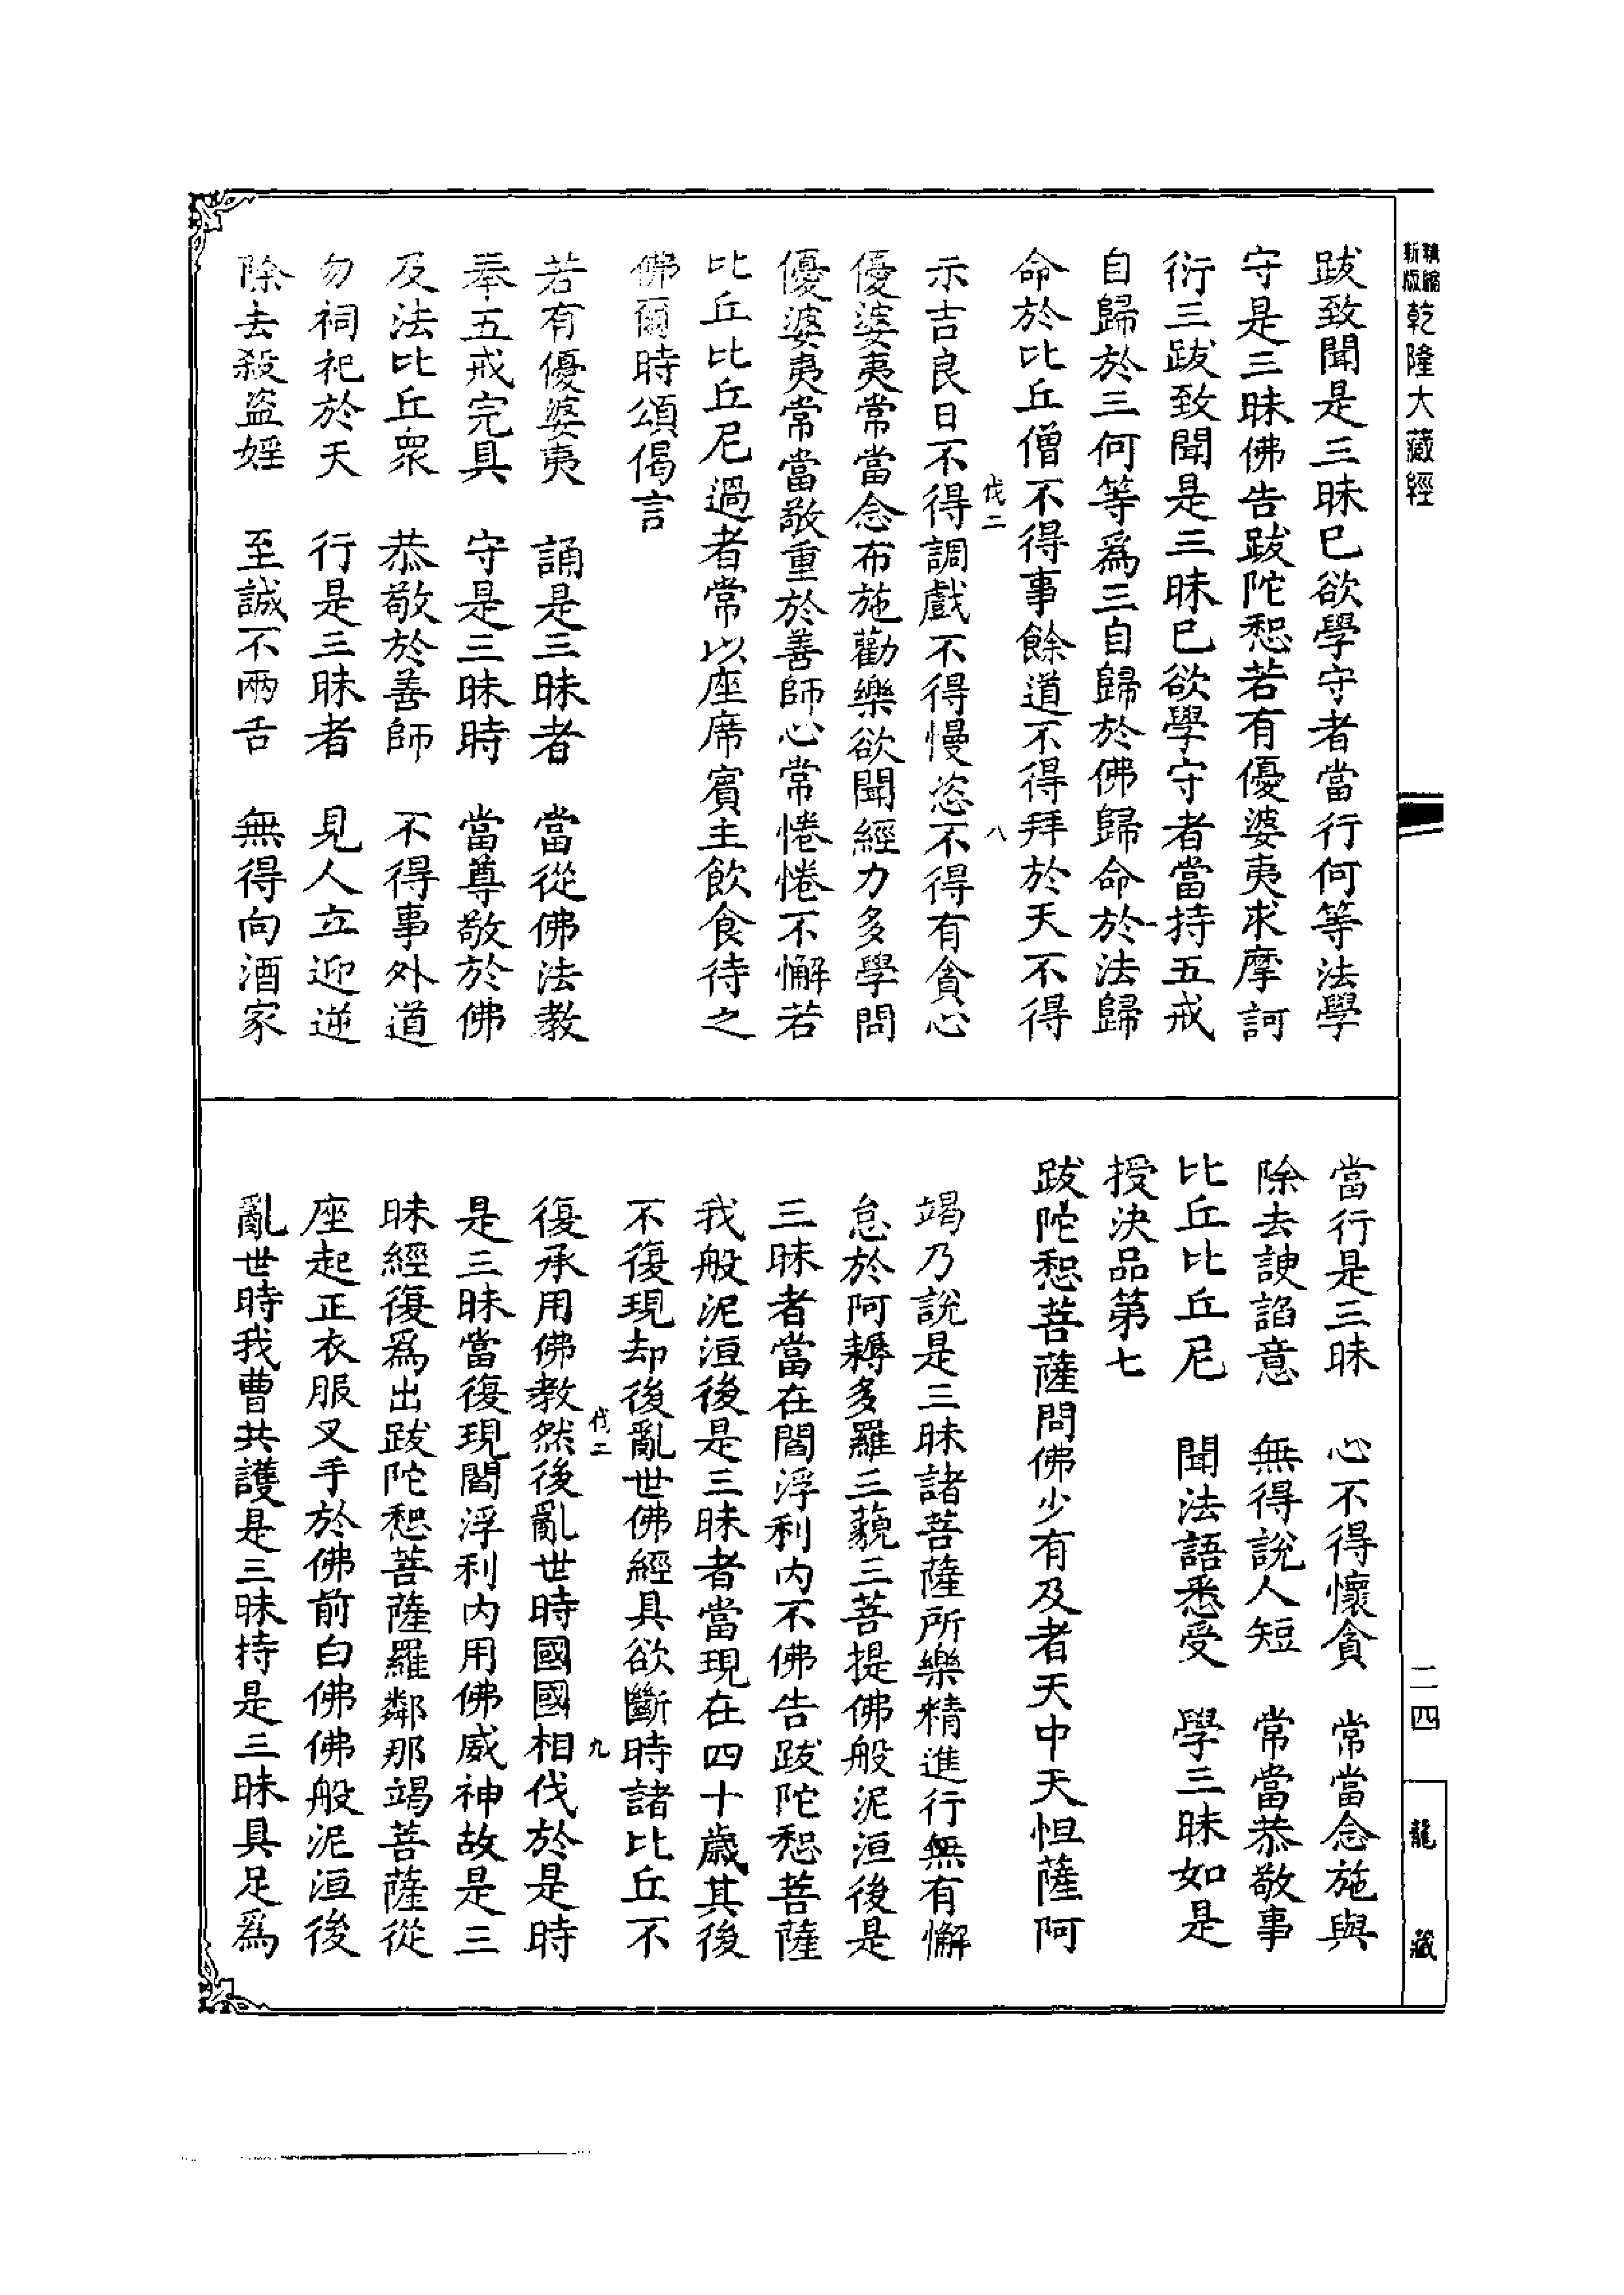 新版精縮乾隆大藏經
跋致聞是三昧已欲學守者當行何等法學
守是三昧佛告跋陀惒若有優婆夷求摩訶
衍三跋致聞是三昧已欲學守者當持五戒
自歸於三何等爲三自歸於佛歸命於法歸
命於比丘僧不得事餘道不得拜於天不得
伐二 八
示吉良日不得調戲不得慢恣不得有貪心
優婆夷常當念布施勸樂欲聞經力多學問
優婆夷常當敬重於善師心常惓惓不懈若
比丘比丘尼過者常以座席賓主飲食待之
佛爾時頌偈言
若有優婆夷 誦是三昧者 當從佛法教
奉五戒完具 守是三昧時 當尊敬於佛
及法比丘衆 恭敬於善師 不得事外道
勿祠祀於天 行是三昧者 見人立迎逆
除去殺盜婬 至誠不兩舌 無得向酒家
當行是三昧 心不得懷貪 常當念施與
除去諛諂意 無得說人短 常當恭敬事
比丘比丘尼 聞法語悉受 學三昧如是
授決品第七
跋陀惒菩薩問佛少有及者天中天怛薩阿
竭乃說是三昧諸菩薩所樂精進行無有懈
怠於阿耨多羅三藐三菩提佛般泥洹後是
三昧者當在閻浮利內不佛告跋陀惒菩薩
我般泥洹後是三昧者當現在四十歲其後
不復現却後亂世佛經具欲斷時諸比丘不
伐二 九
復承用佛教然後亂世時國國相伐於是時
是三昧當復現閻浮利內用佛威神故是三
昧經復爲出跋陀惒菩薩羅鄰那竭菩薩從
座起正衣服叉手於佛前白佛佛般泥洹後
亂世時我曹共護是三昧持是三昧具足爲
二四
龍藏